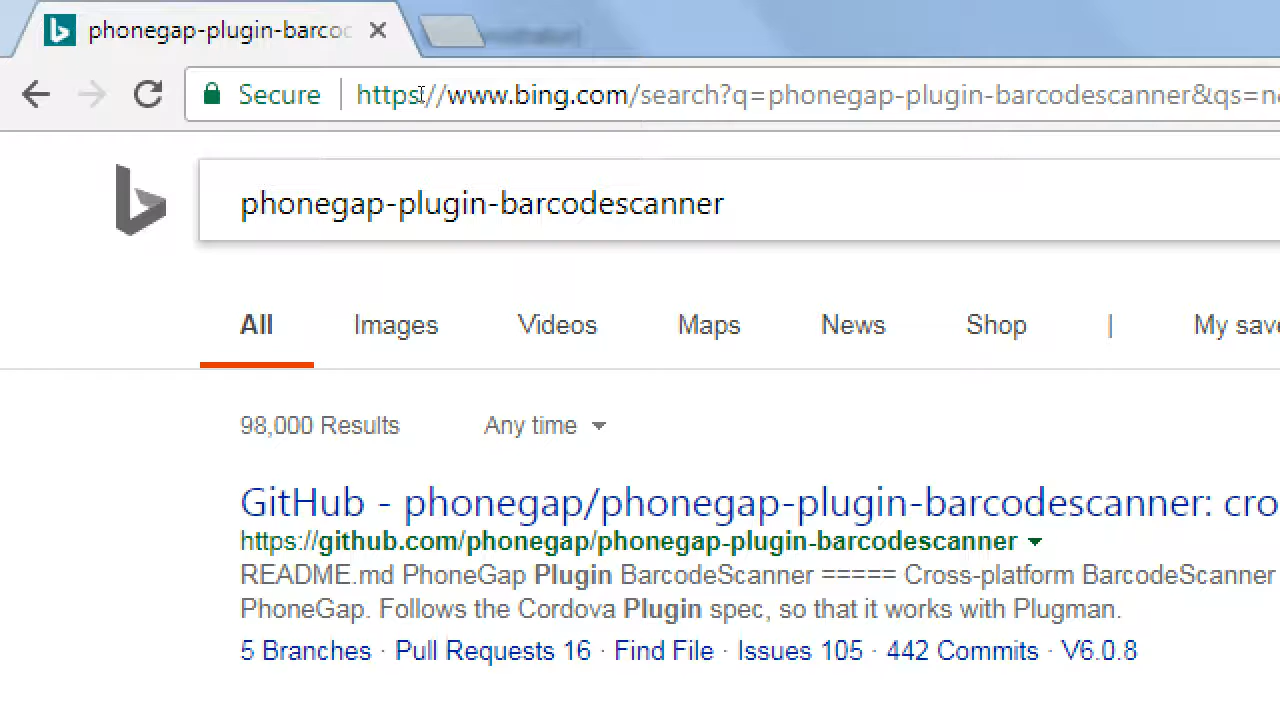 phonegap-plugin-barcoc
Secure https://www.bing.com/search?q=phonegap-plugin-barcodescanner&qs=n
phonegap-plugin-barcodescanner
All Images Videos Maps News Shop | My save
98,000 Results Any time
GitHub - phonegap/phonegap-plugin-barcodescanner: cro
https://github.com/phonegap/phonegap-plugin-barcodescanner
README.md PhoneGap Plugin BarcodeScanner ===== Cross-platform BarcodeScanner
PhoneGap. Follows the Cordova Plugin spec, so that it works with Plugman.
5 Branches · Pull Requests 16 · Find File · Issues 105 · 442 Commits · V6.0.8